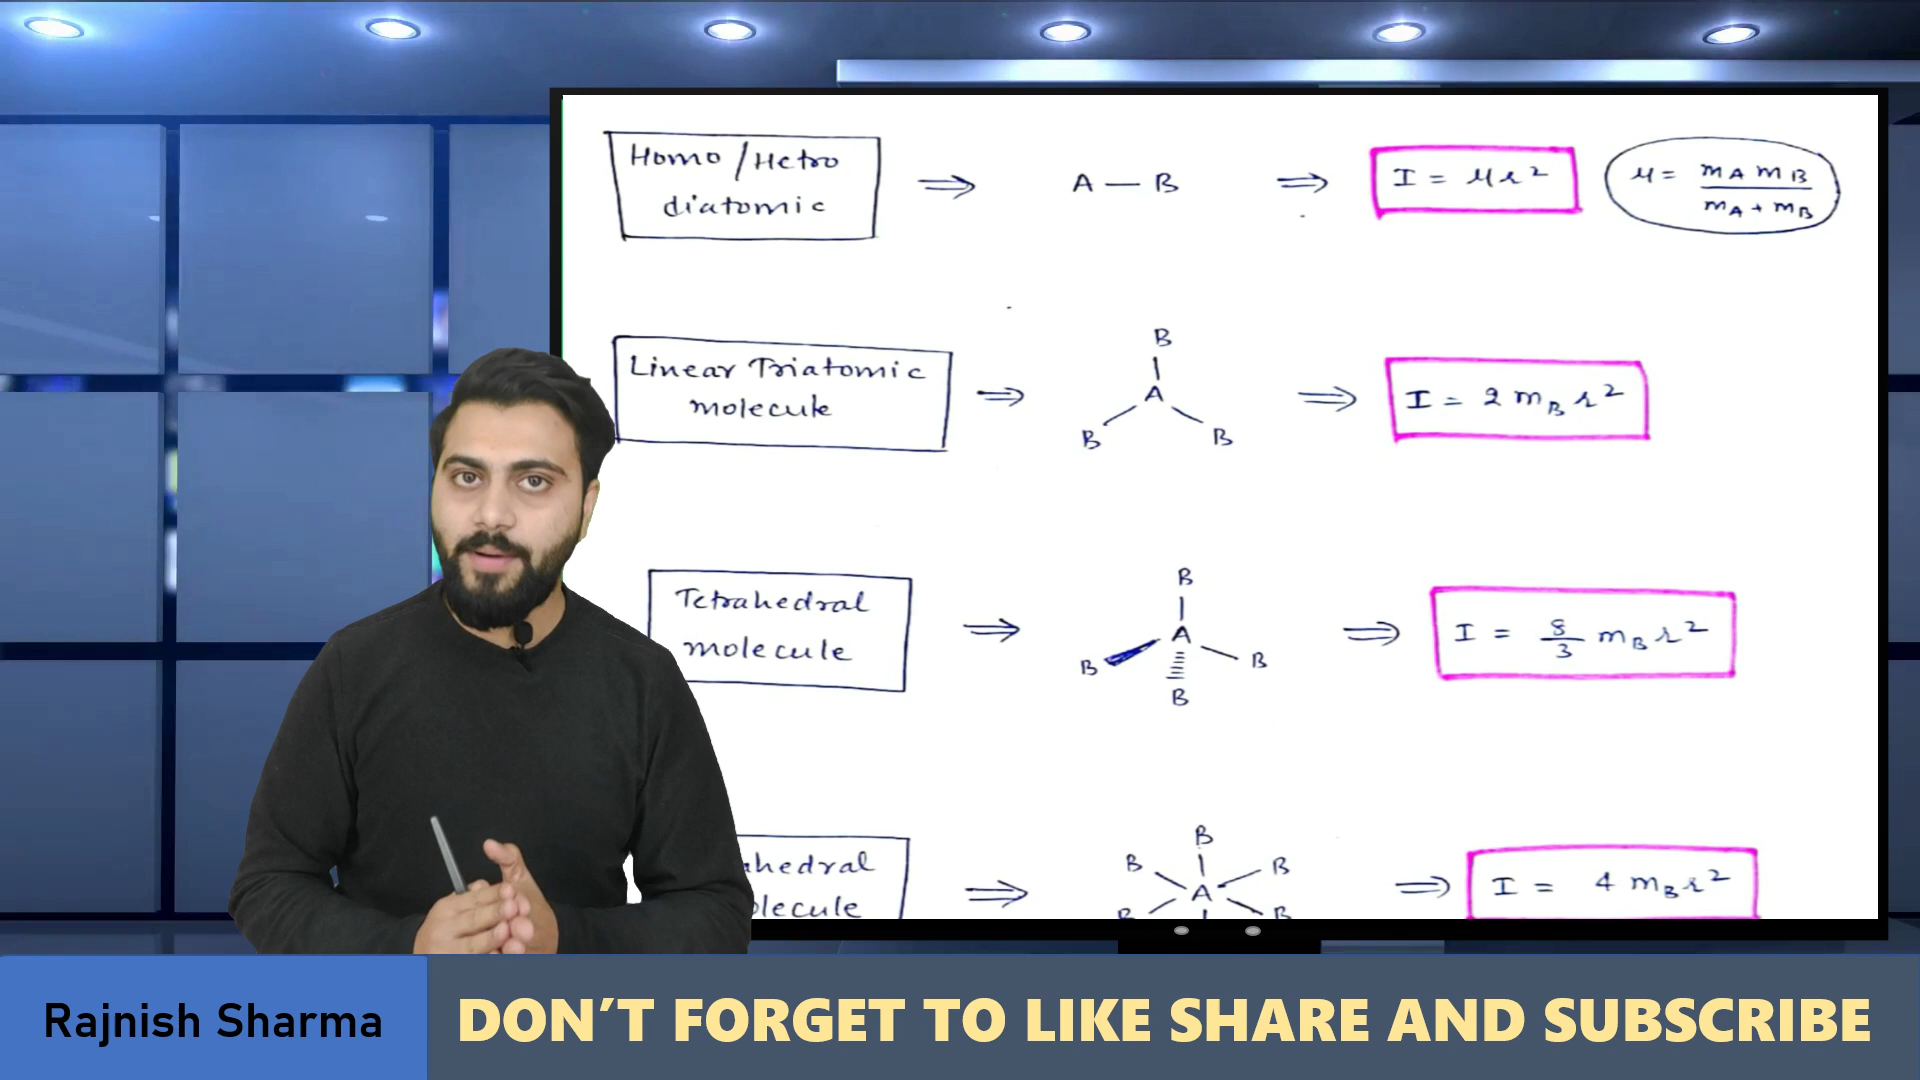 Homo/Hetro
diatomic
⇒ A — B ⇒ I = μr²
μ = mA mB / mA + mB
Linear Triatomic
molecule
⇒
B
A
B B
⇒ I = 2 mB r²
Tetrahedral
molecule
⇒
B
A
B B
B
⇒ I = 8/3 mB r²
ahedral
lecule
⇒
B
B B
A
B B
⇒ I = 4 mB r²
Rajnish Sharma
DON'T FORGET TO LIKE SHARE AND SUBSCRIBE